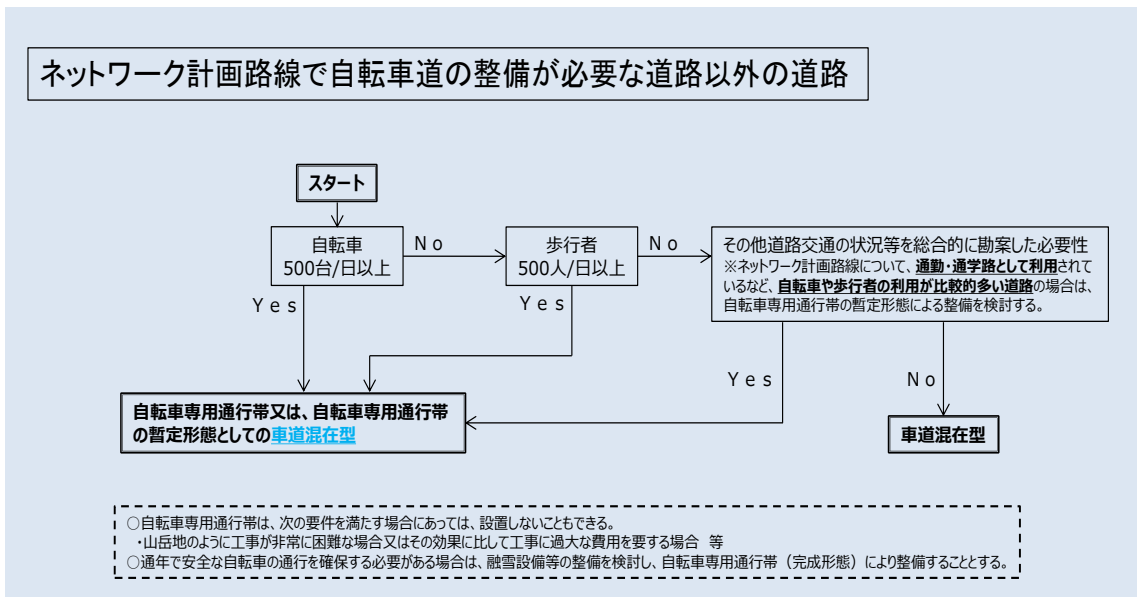 ネットワーク計画路線で自転車道の整備が必要な道路以外の道路
スタート
自転車
500台/日以上
No
歩行者
500人/日以上
No
その他道路交通の状況等を総合的に勘案した必要性
※ネットワーク計画路線について、通勤・通学路として利用されて
いるなど、自転車や歩行者の利用が比較的多い道路の場合は、
自転車専用通行帯の暫定形態による整備を検討する。
Yes
Yes
Yes
No
自転車専用通行帯又は、自転車専用通行帯
の暫定形態としての車道混在型
車道混在型
○自転車専用通行帯は、次の要件を満たす場合にあっては、設置しないこともできる。
・山岳地のように工事が非常に困難な場合又はその効果に比して工事に過大な費用を要する場合 等
○通年で安全な自転車の通行を確保する必要がある場合は、融雪設備等の整備を検討し、自転車専用通行帯（完成形態）により整備することとする。